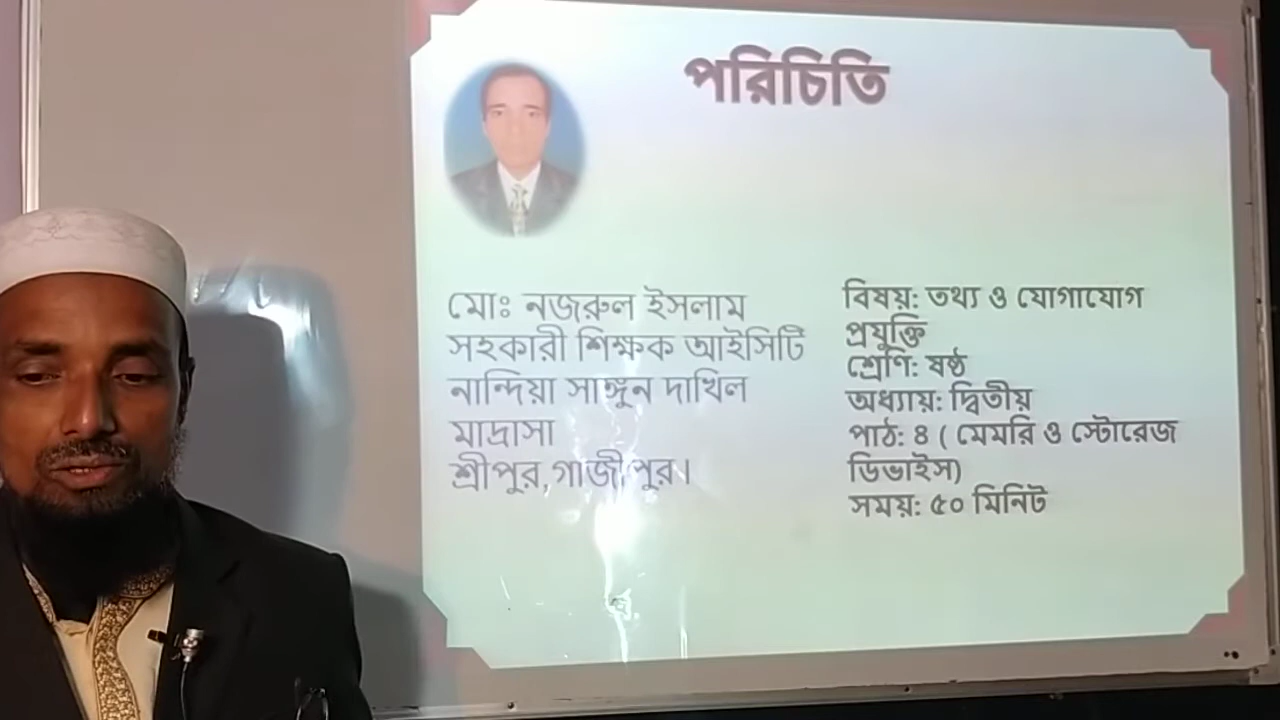 পরিচিতি
মোঃ নজরুল ইসলাম
সহকারী শিক্ষক আইসিটি
নান্দিয়া সাঙ্গুন দাখিল
মাদ্রাসা
শ্রীপুর,গাজীপুর।
বিষয়: তথ্য ও যোগাযোগ
প্রযুক্তি
শ্রেণি: ষষ্ঠ
অধ্যায়: দ্বিতীয়
পাঠ: ৪ ( মেমরি ও স্টোরেজ
ডিভাইস)
সময়: ৫০ মিনিট